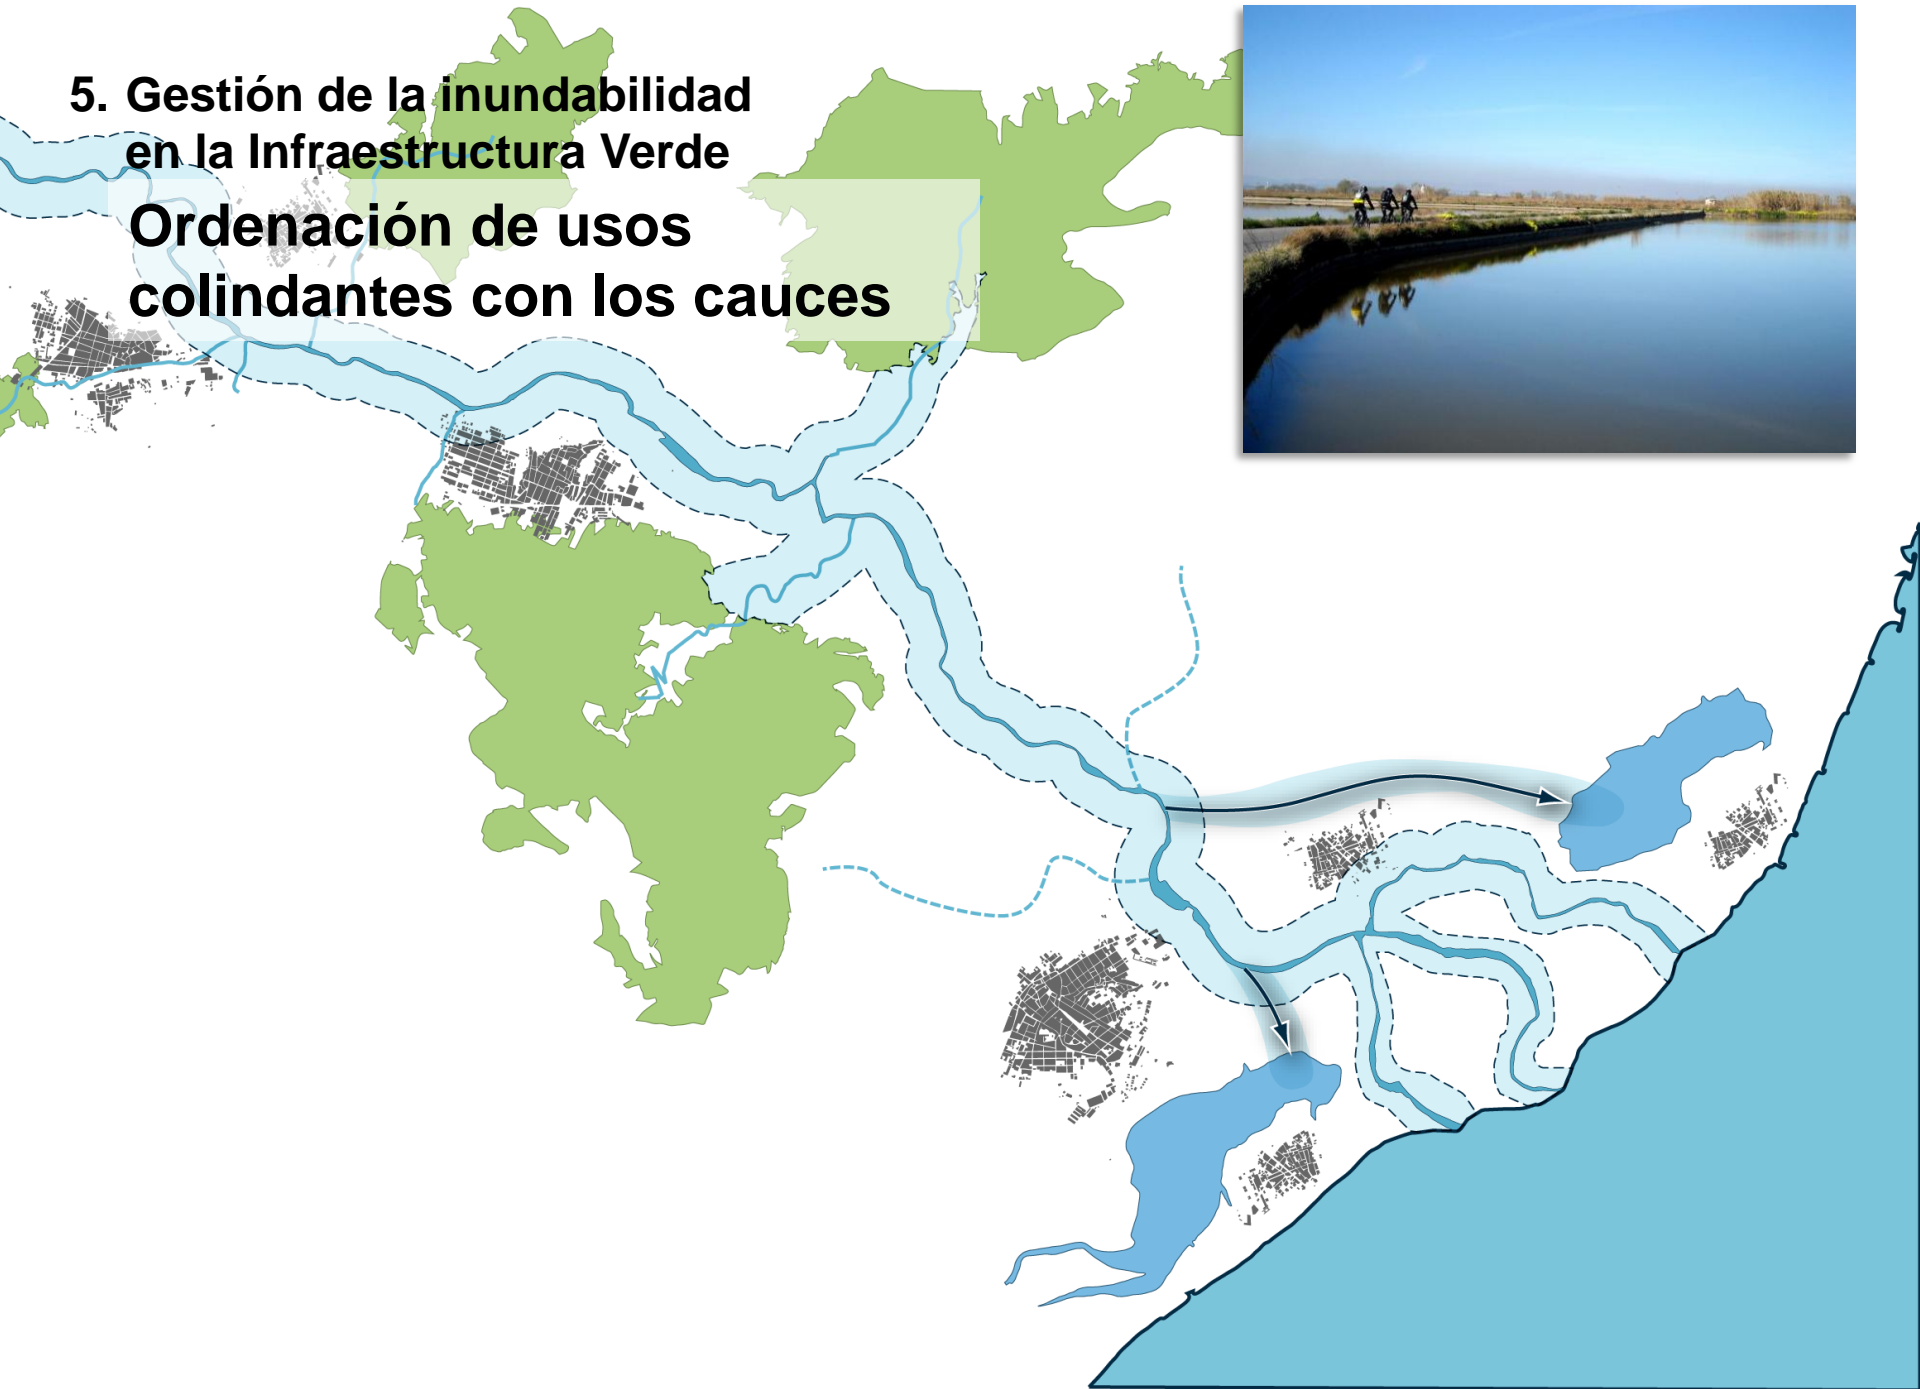 5. Gestión de la inundabilidad
en la Infraestructura Verde
Ordenación de usos
colindantes con los cauces